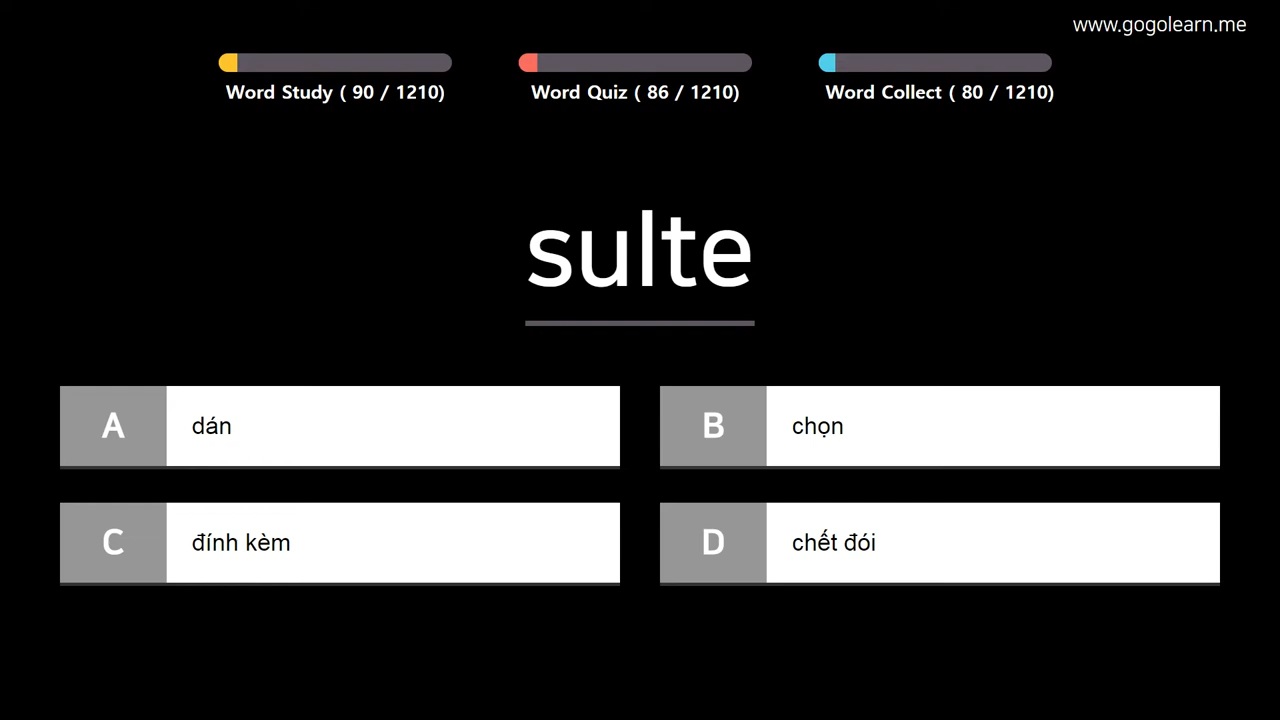 www.gogolearn.me
Word Study ( 90 / 1210)
Word Quiz ( 86 / 1210)
Word Collect ( 80 / 1210)
sulte
A dán
B chọn
C đính kèm
D chết đói